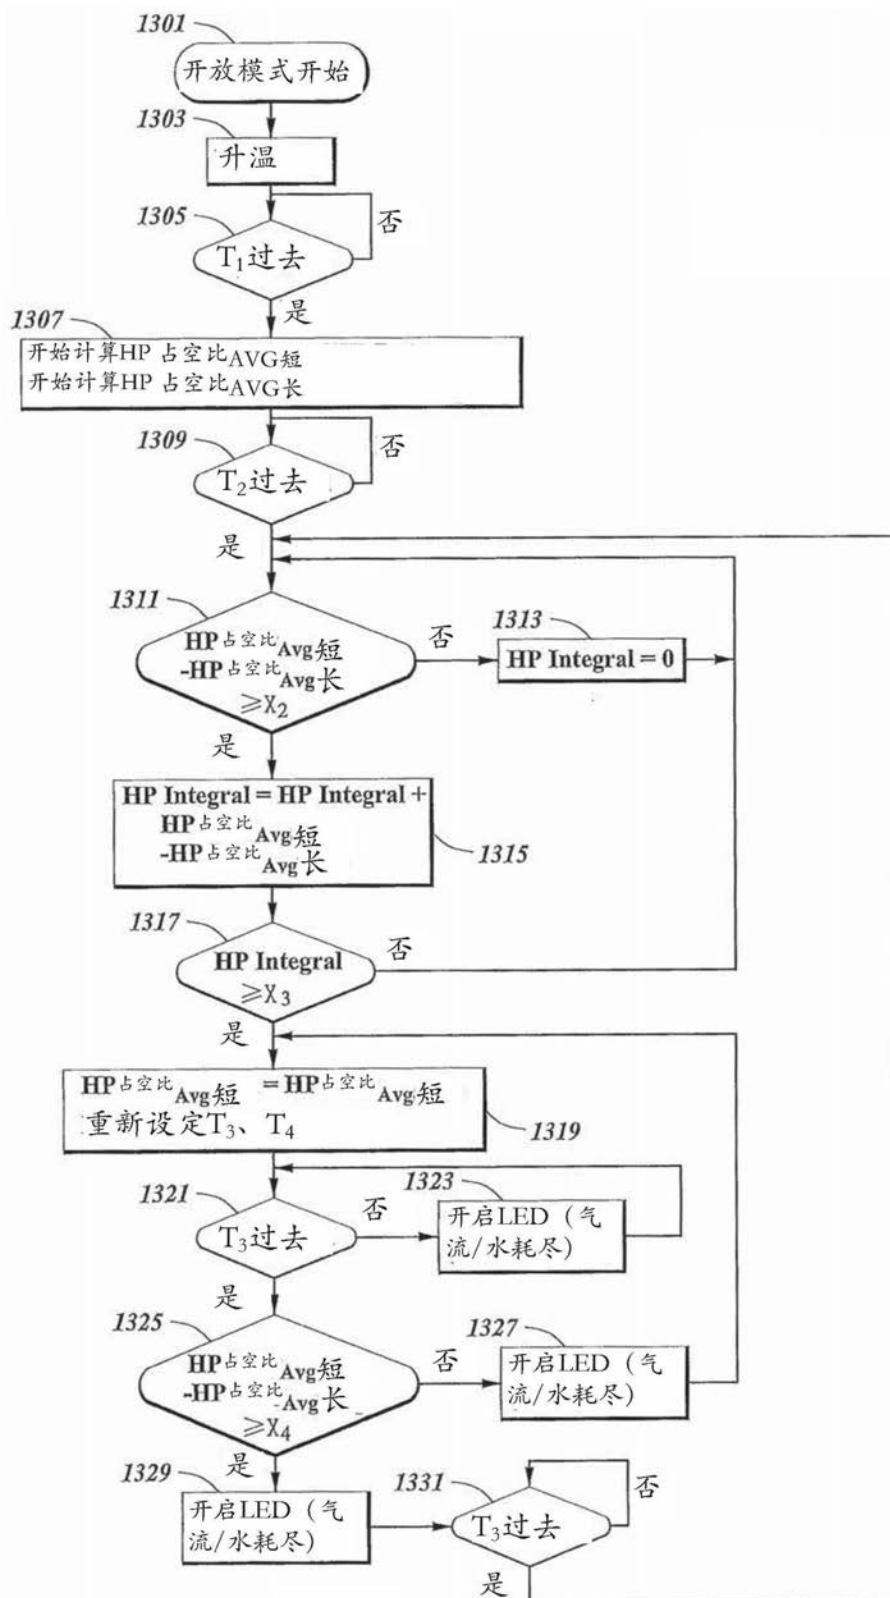 1301
开放模式开始
1303
升温
1305
否
T1过去
是
1307
开始计算HP 占空比AVG短
开始计算HP 占空比AVG长
1309
否
T2过去
是
1311
HP占空比Avg短
-HP占空比Avg长
≥X2
否
1313
HP Integral = 0
是
HP Integral = HP Integral +
HP占空比Avg短
-HP占空比Avg长
1315
1317
HP Integral
≥X3
否
是
HP占空比Avg短 = HP占空比Avg短
重新设定T3、T4
1319
1321
T3过去
否
1323
开启LED（气
流/水耗尽）
是
1325
HP占空比Avg短
-HP占空比Avg长
≥X4
否
1327
开启LED（气
流/水耗尽）
是
1329
开启LED（气
流/水耗尽）
1331
否
T3过去
是